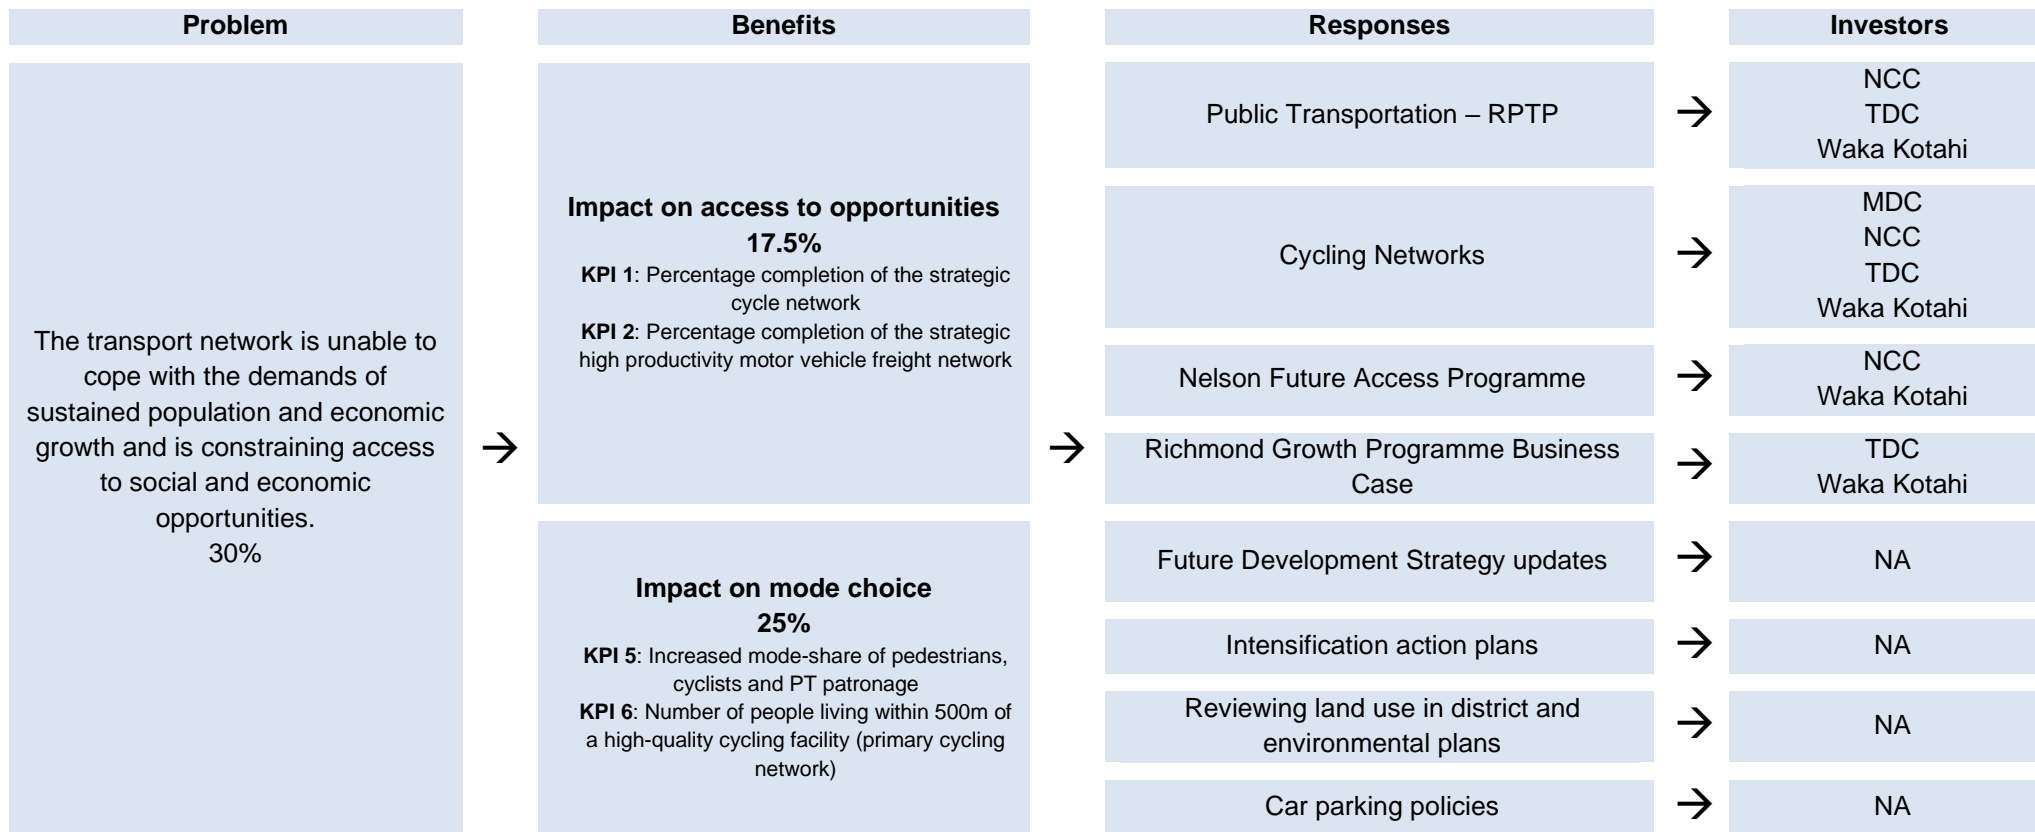 Problem
Benefits
Responses
Investors
The transport network is unable to
cope with the demands of
sustained population and economic
growth and is constraining access
to social and economic
opportunities.
30%
→
Impact on access to opportunities
17.5%
KPI 1: Percentage completion of the strategic
cycle network
KPI 2: Percentage completion of the strategic
high productivity motor vehicle freight network
Impact on mode choice
25%
KPI 5: Increased mode-share of pedestrians,
cyclists and PT patronage
KPI 6: Number of people living within 500m of
a high-quality cycling facility (primary cycling
network)
→
Public Transportation – RPTP
→
NCC
TDC
Waka Kotahi
Cycling Networks
→
MDC
NCC
TDC
Waka Kotahi
Nelson Future Access Programme
→
NCC
Waka Kotahi
Richmond Growth Programme Business
Case
→
TDC
Waka Kotahi
Future Development Strategy updates
→
NA
Intensification action plans
→
NA
Reviewing land use in district and
environmental plans
→
NA
Car parking policies
→
NA